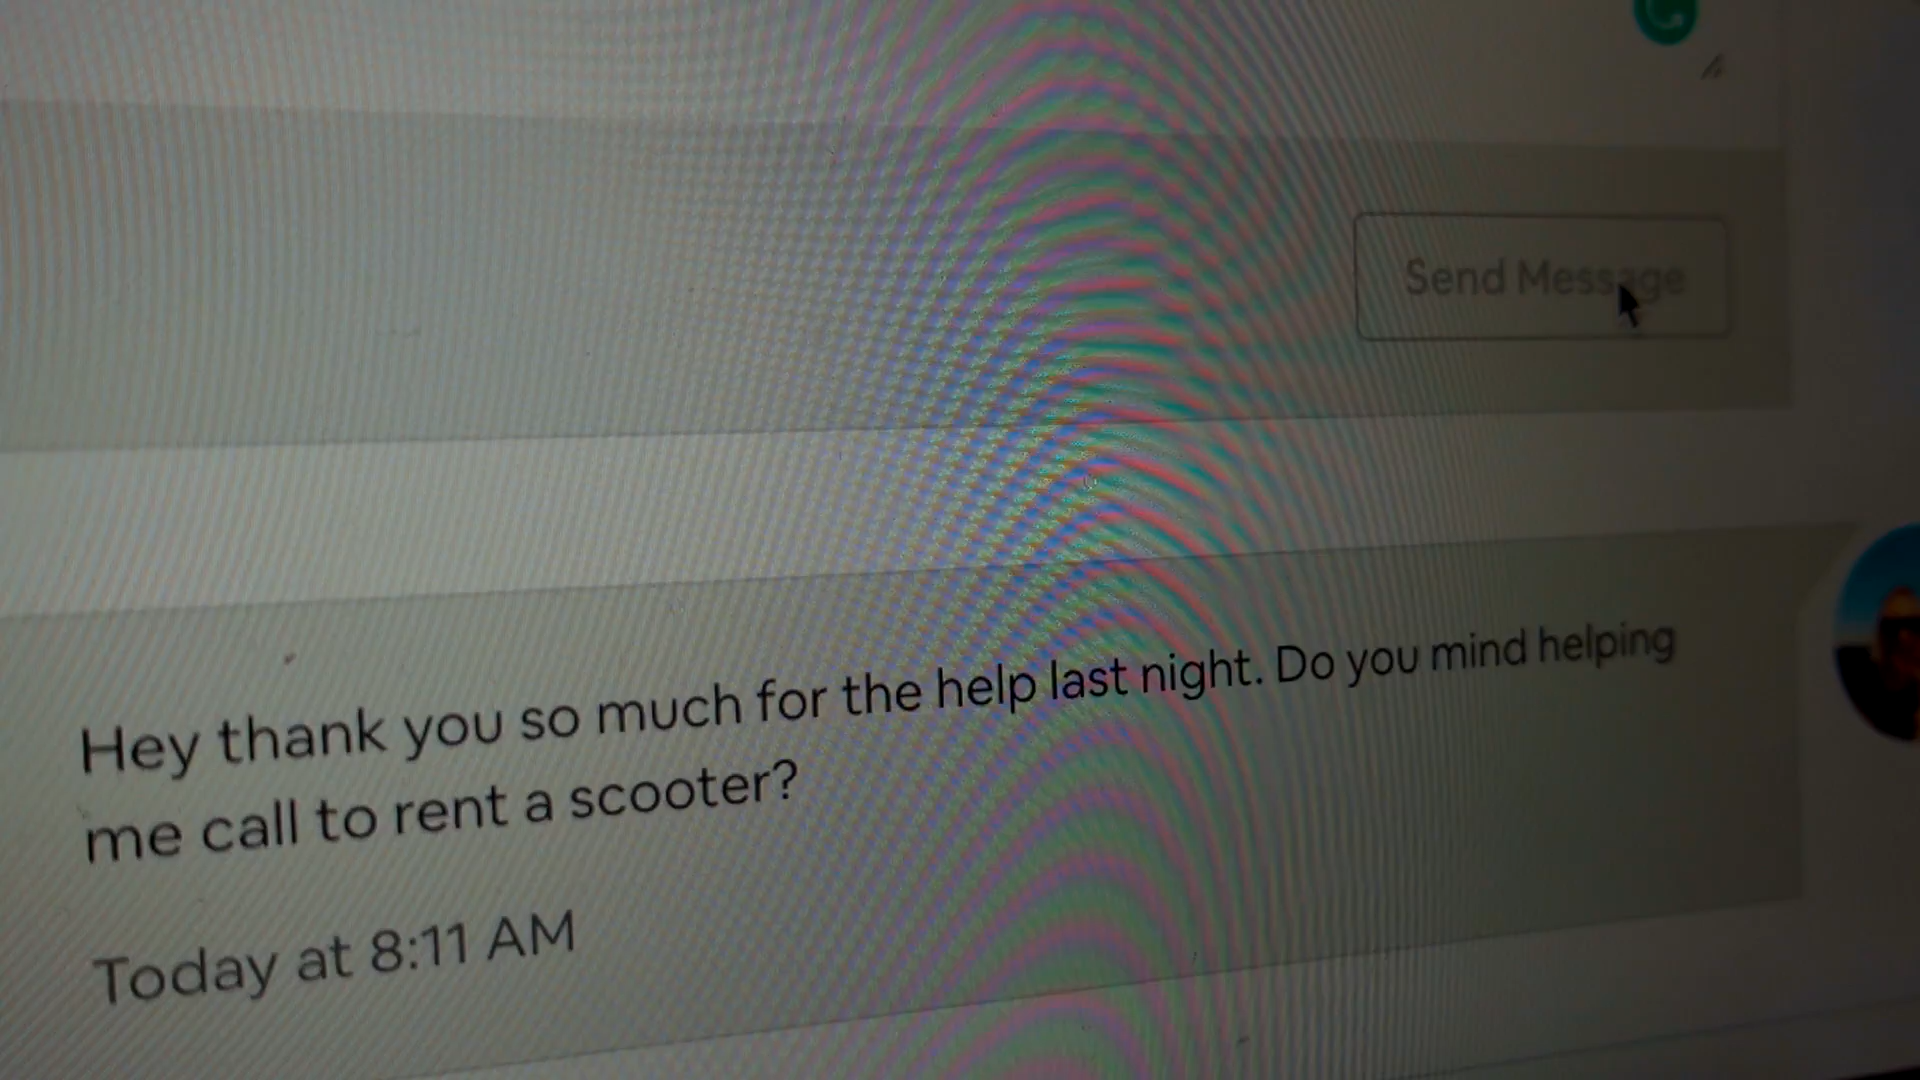 Send Message
Hey thank you so much for the help last night. Do you mind helping
me call to rent a scooter?
Today at 8:11 AM